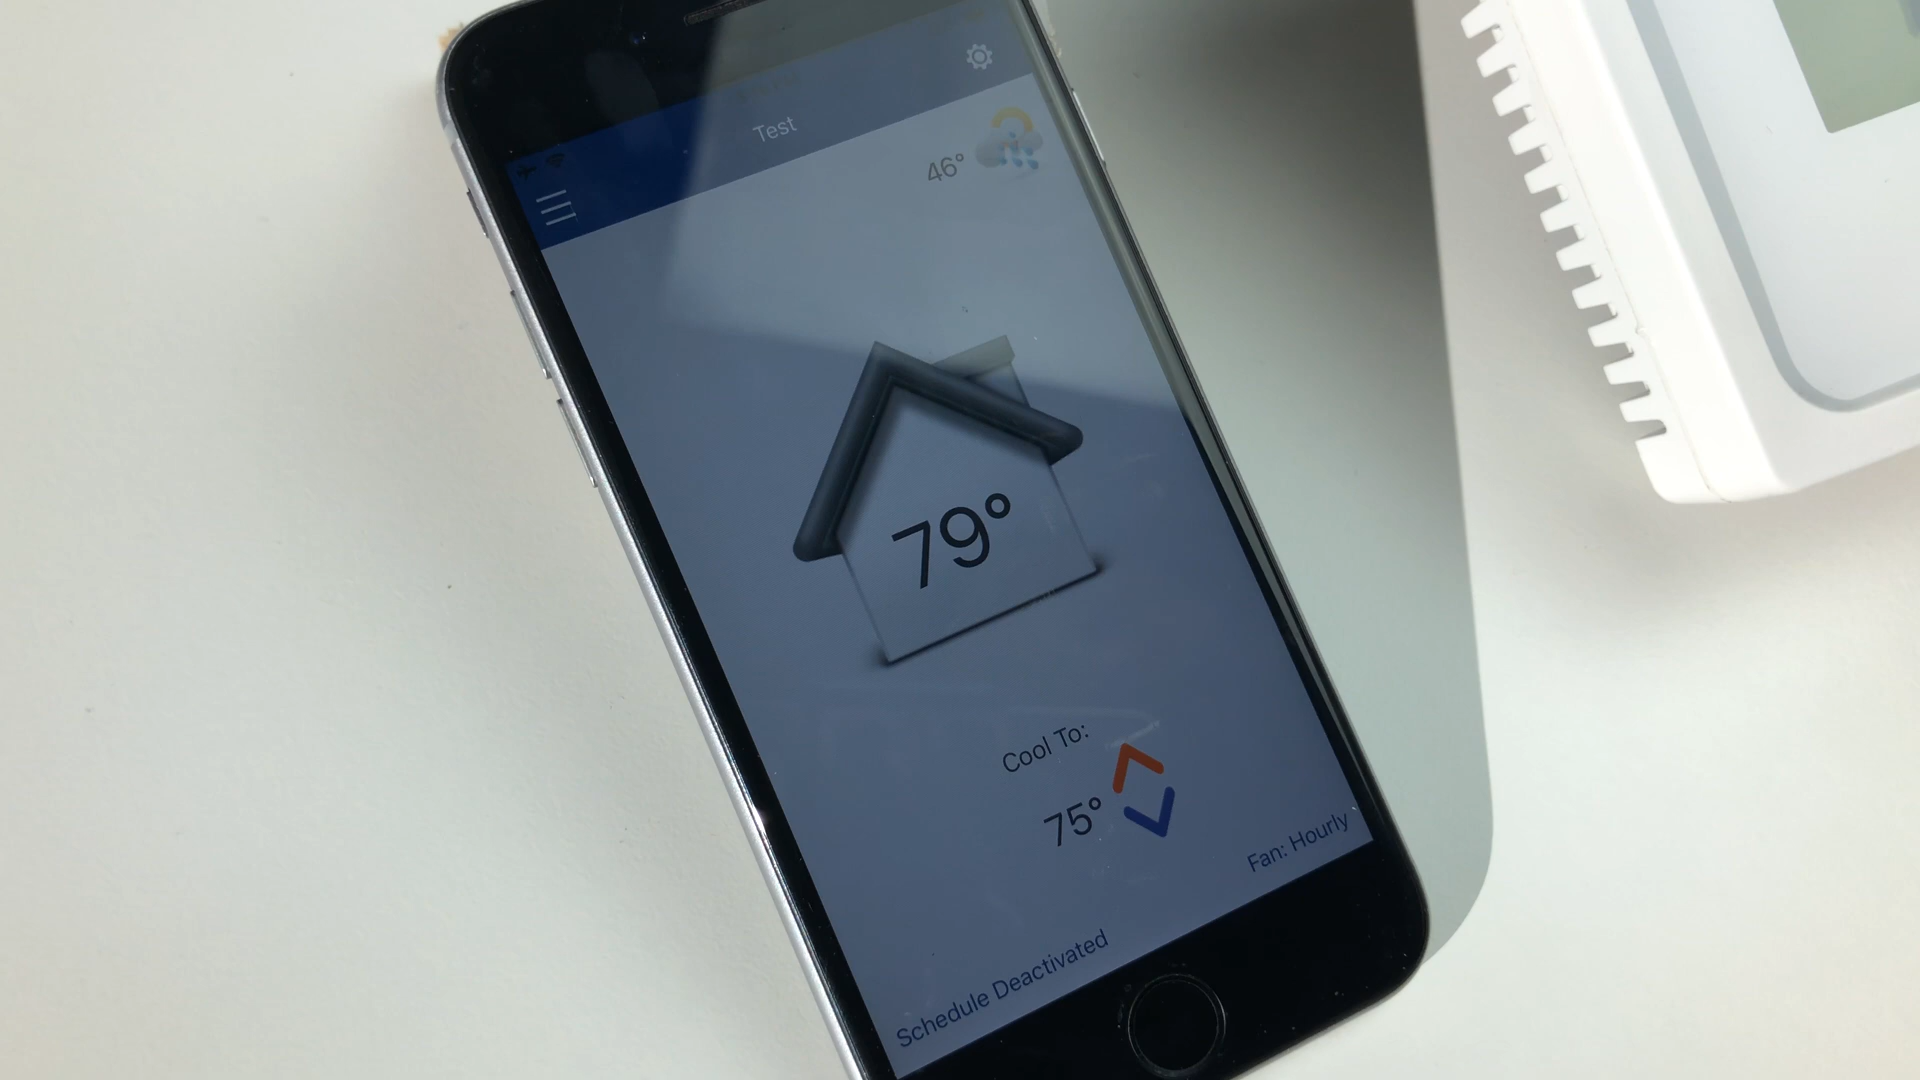 Test
46°
79°
Cool To:
75°
Fan: Hourly
Schedule Deactivated